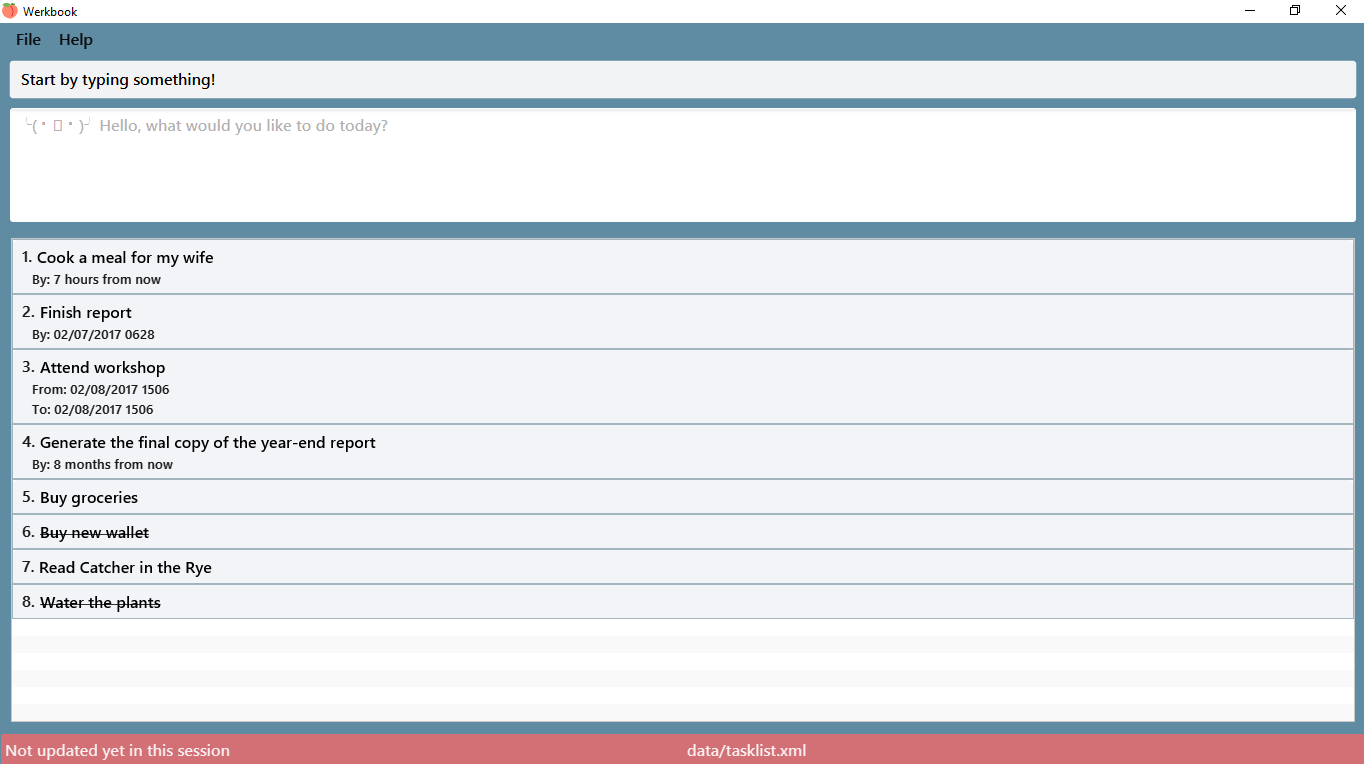 Werkbook
File Help
Start by typing something!
Hello, what would you like to do today?
1. Cook a meal for my wife
By: 7 hours from now
2. Finish report
By: 02/07/2017 0628
3. Attend workshop
From: 02/08/2017 1506
To: 02/08/2017 1506
4. Generate the final copy of the year-end report
By: 8 months from now
5. Buy groceries
6. Buy new wallet
7. Read Catcher in the Rye
8. Water the plants
Not updated yet in this session
data/tasklist.xml